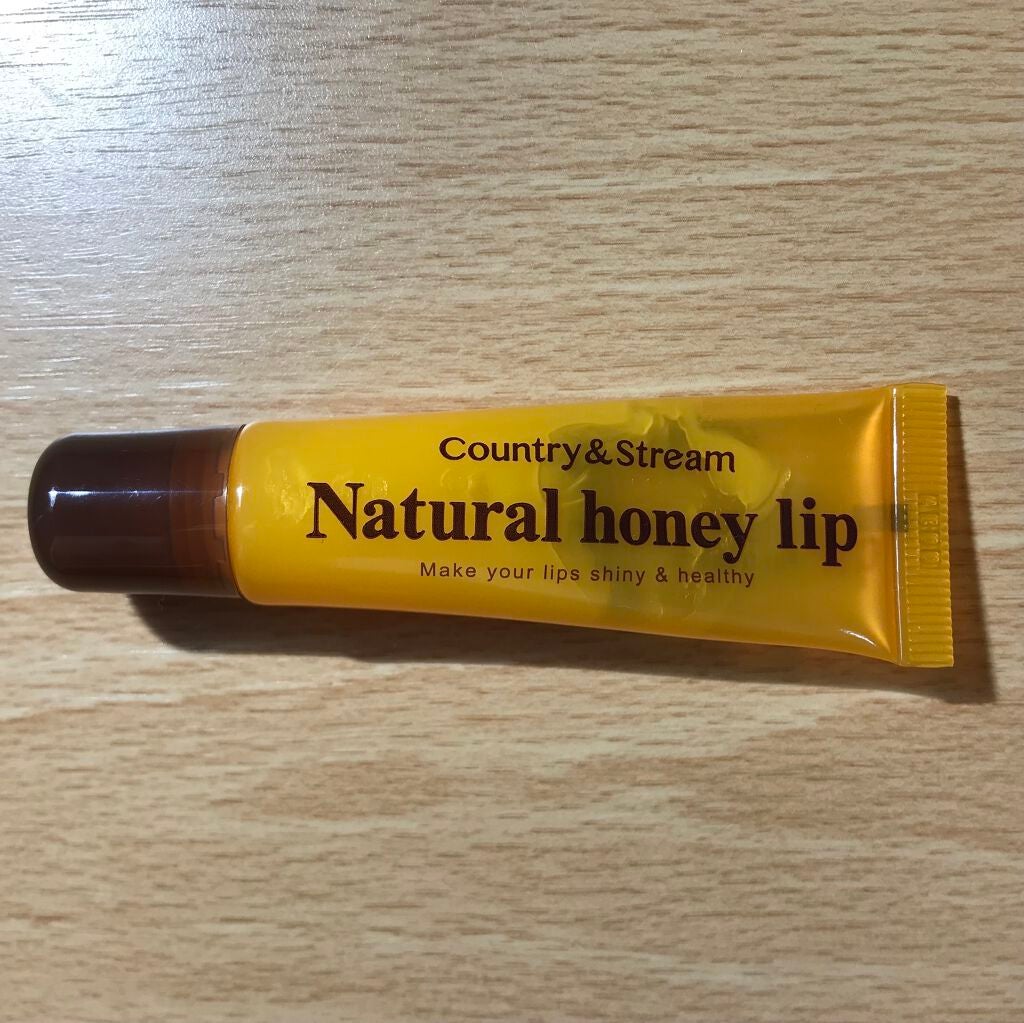 Country&Stream
Natural honey lip
Make your lips shiny & healthy